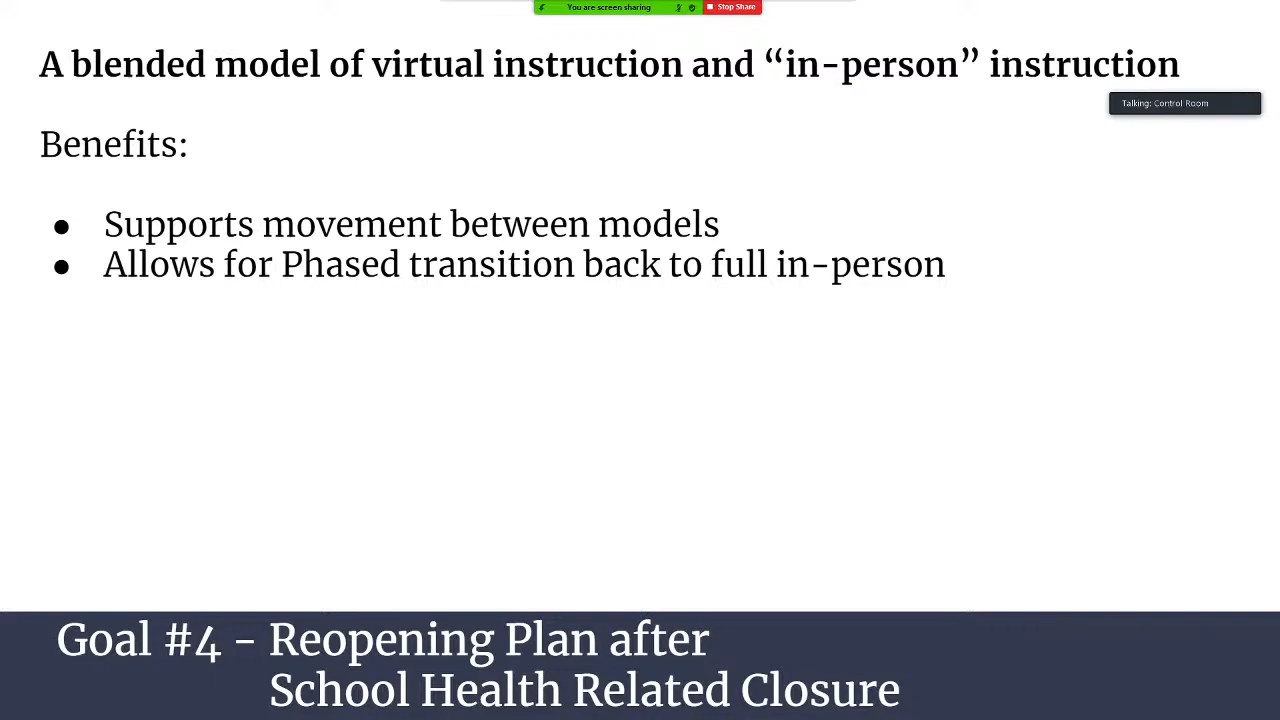 You are screen sharing
Stop Share
A blended model of virtual instruction and “in-person” instruction
Talking: Control Room
Benefits:
● Supports movement between models
● Allows for Phased transition back to full in-person
Goal #4 - Reopening Plan after
School Health Related Closure